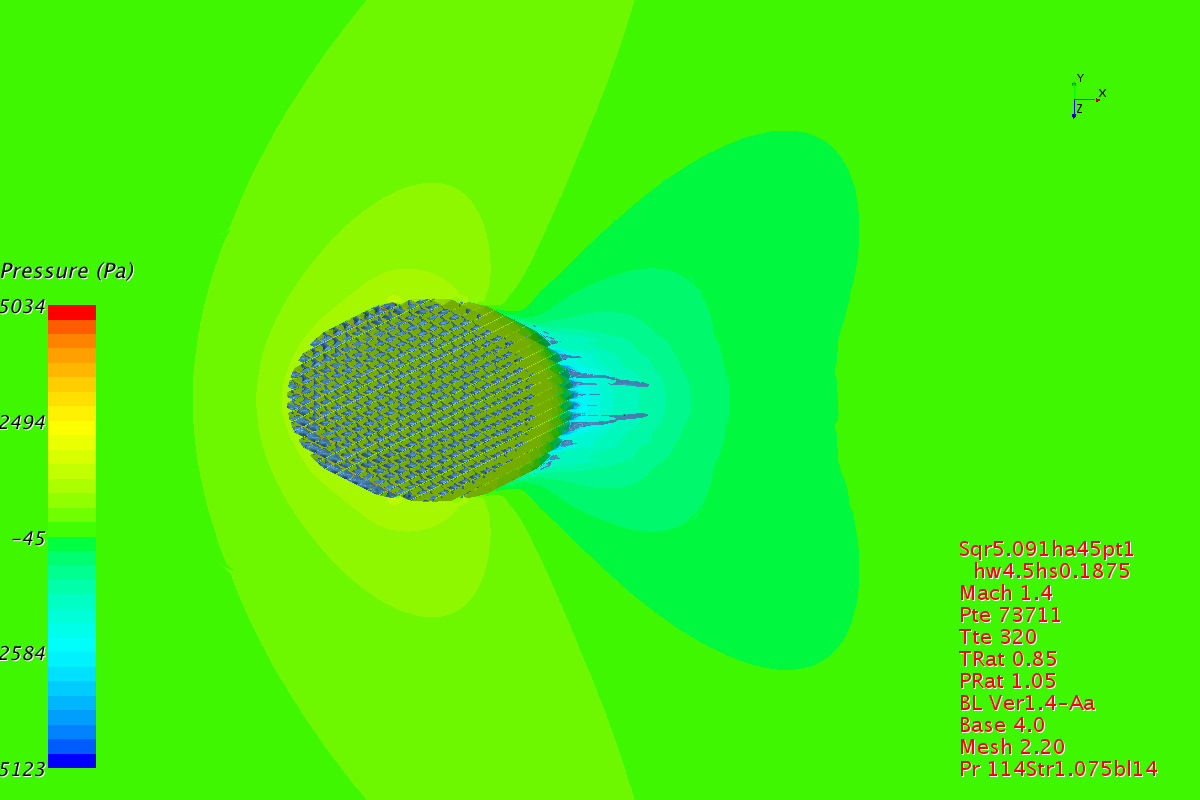 Y
X
Z
Pressure (Pa)
5034
2494
-45
2584
5123
Sqr5.091ha45pt1
hw4.5hs0.1875
Mach 1.4
Pte 73711
Tte 320
TRat 0.85
PRat 1.05
BL Ver1.4-Aa
Base 4.0
Mesh 2.20
Pr 114Str1.075bl14